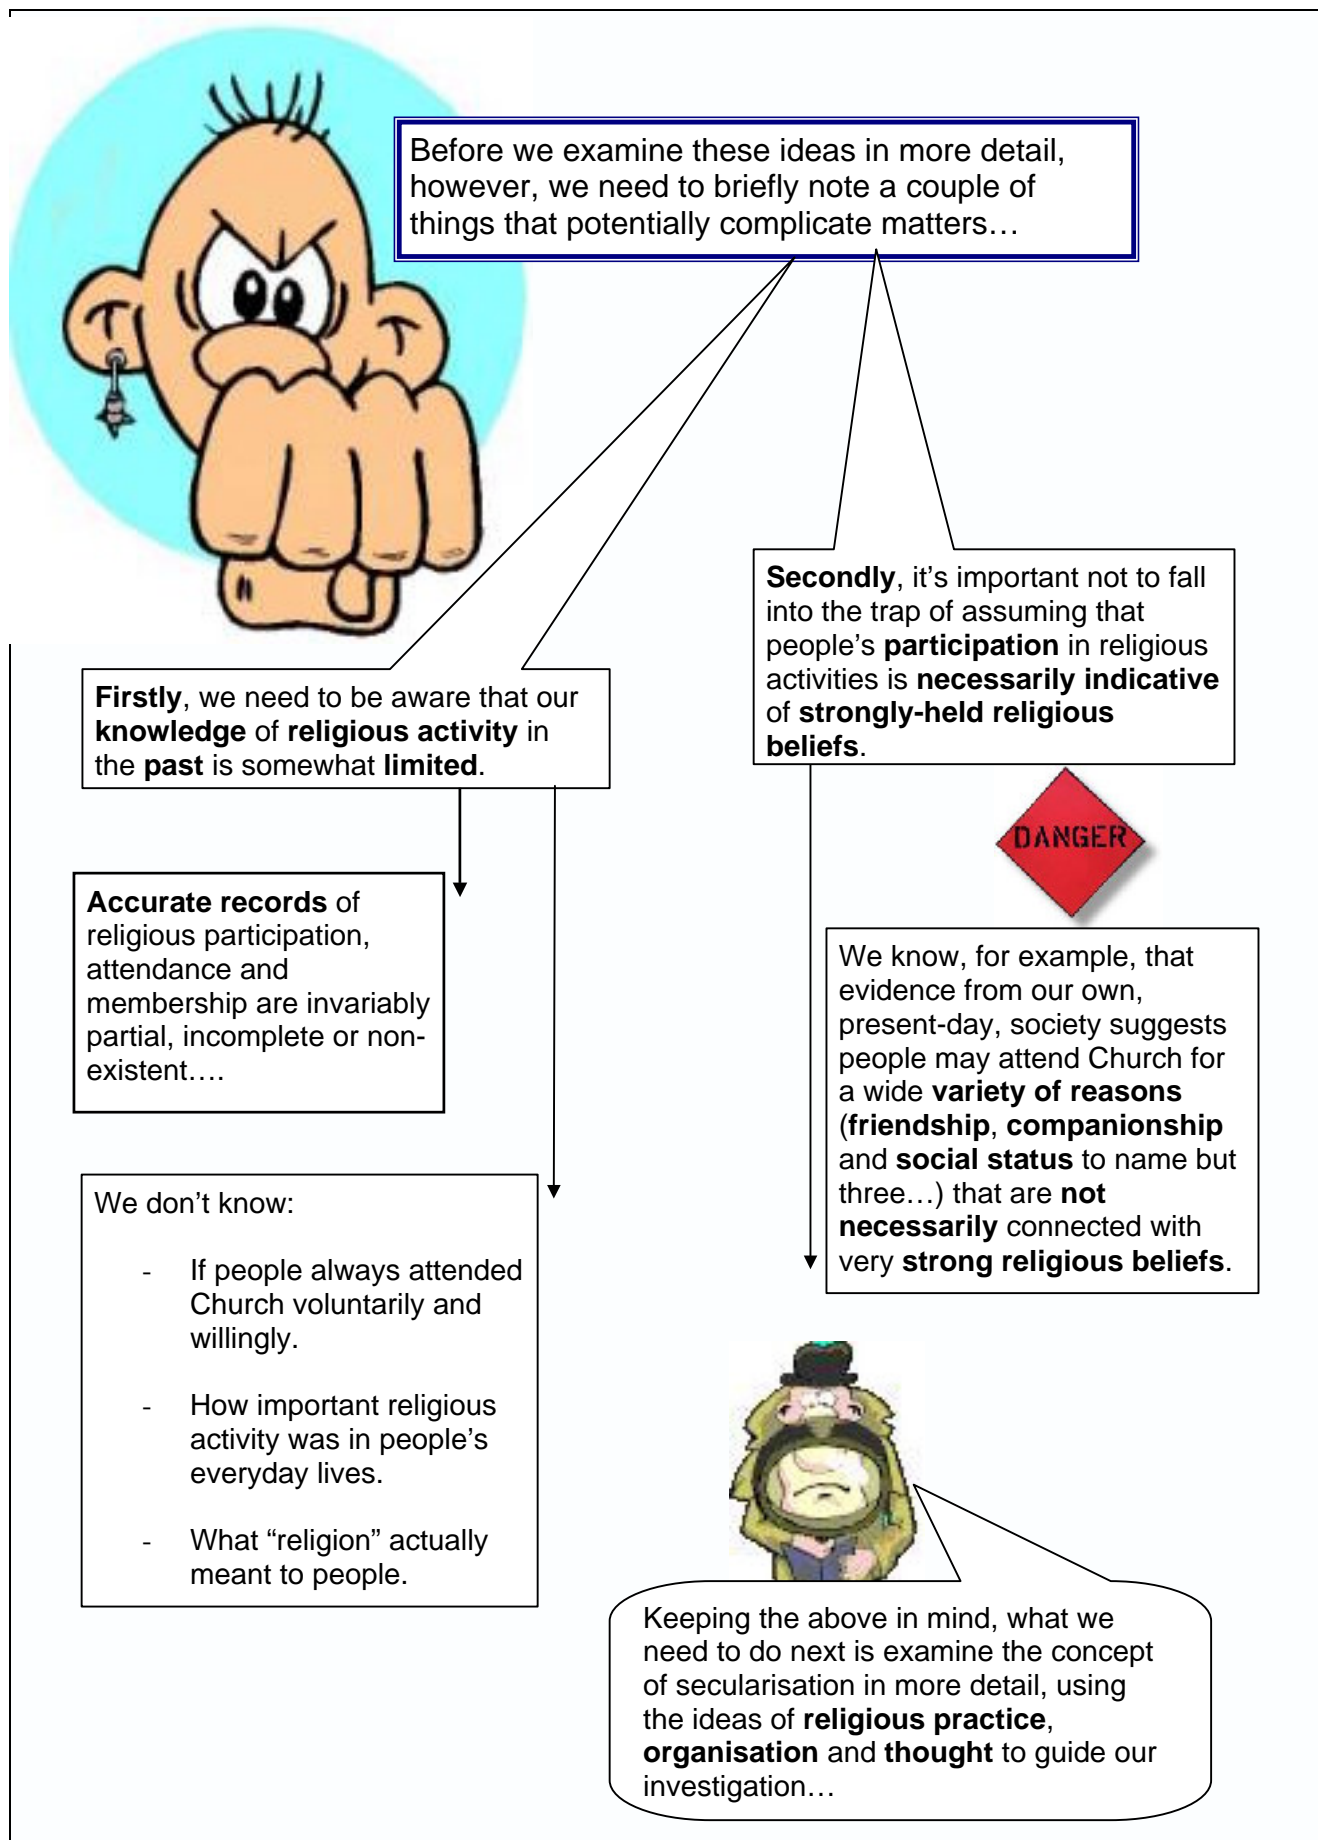 Before we examine these ideas in more detail,
however, we need to briefly note a couple of
things that potentially complicate matters…
Firstly, we need to be aware that our
knowledge of religious activity in
the past is somewhat limited.
Accurate records of
religious participation,
attendance and
membership are invariably
partial, incomplete or non-
existent….
We don’t know:
- If people always attended
Church voluntarily and
willingly.
- How important religious
activity was in people’s
everyday lives.
- What “religion” actually
meant to people.
Secondly, it’s important not to fall
into the trap of assuming that
people’s participation in religious
activities is necessarily indicative
of strongly-held religious
beliefs.
DANGER
We know, for example, that
evidence from our own,
present-day, society suggests
people may attend Church for
a wide variety of reasons
(friendship, companionship
and social status to name but
three…) that are not
necessarily connected with
very strong religious beliefs.
Keeping the above in mind, what we
need to do next is examine the concept
of secularisation in more detail, using
the ideas of religious practice,
organisation and thought to guide our
investigation…